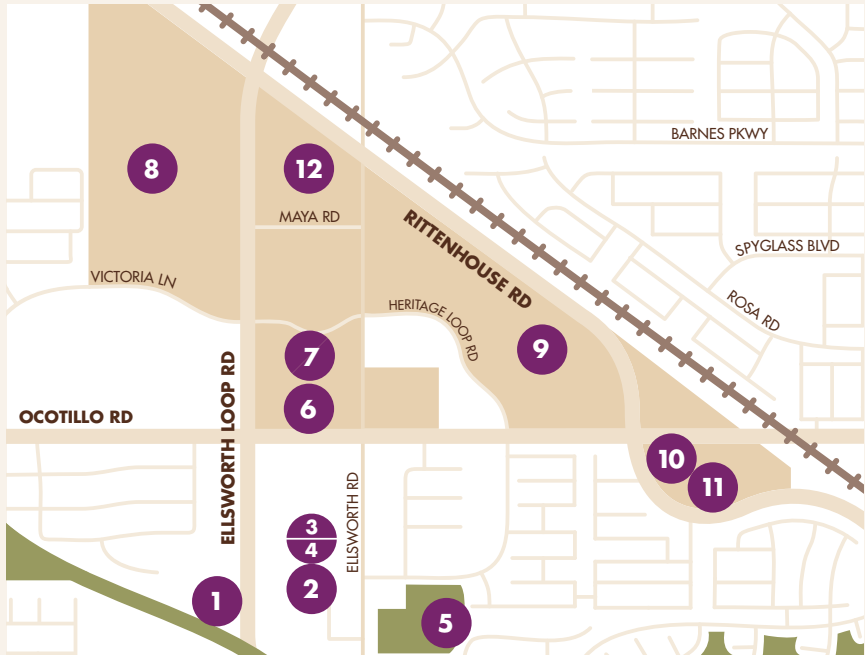 BARNES PKWY
8
12
MAYA RD
RITTENHOUSE RD
SPYGLASS BLVD
VICTORIA LN
ROSA RD
HERITAGE LOOP RD
7
9
ELLSWORTH LOOP RD
6
OCOTILLO RD
10
11
ELLSWORTH RD
3
4
2
1
5